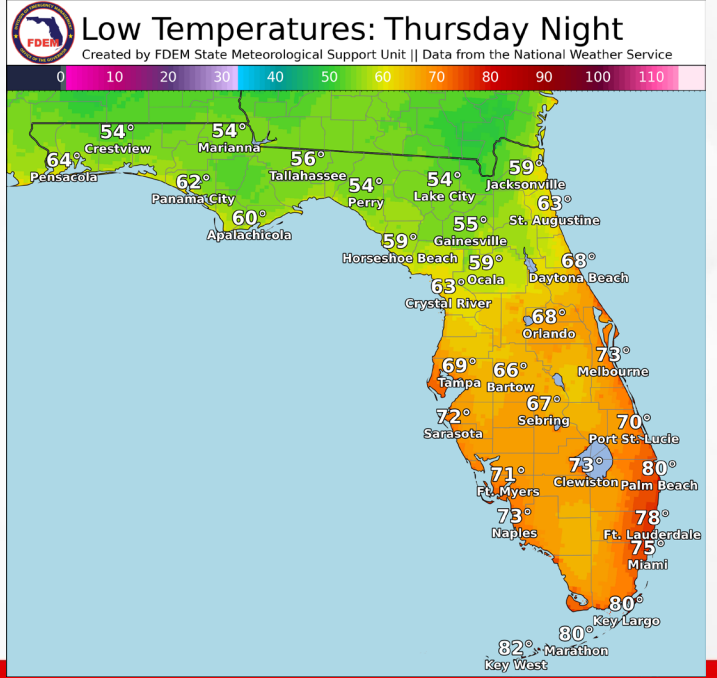 Low Temperatures: Thursday Night
FDEM
Created by FDEM State Meteorological Support Unit || Data from the National Weather Service
0 10 20 30 40 50 60 70 80 90 100 110
54°
Crestview
54°
Marianna
64°
Pensacola
56°
Tallahassee
59°
Jacksonville
62°
Panama City
54°
Perry
54°
Lake City
63°
St. Augustine
60°
Apalachicola
55°
Gainesville
59°
Horseshoe Beach
59°
Ocala
68°
Daytona Beach
63°
Crystal River
68°
Orlando
73°
Melbourne
69°
Tampa
66°
Bartow
67°
Sebring
72°
Sarasota
70°
Port St. Lucie
73°
Clewiston
80°
Palm Beach
71°
Ft. Myers
73°
Naples
78°
Ft. Lauderdale
75°
Miami
80°
Key Largo
80°
Marathon
82°
Key West